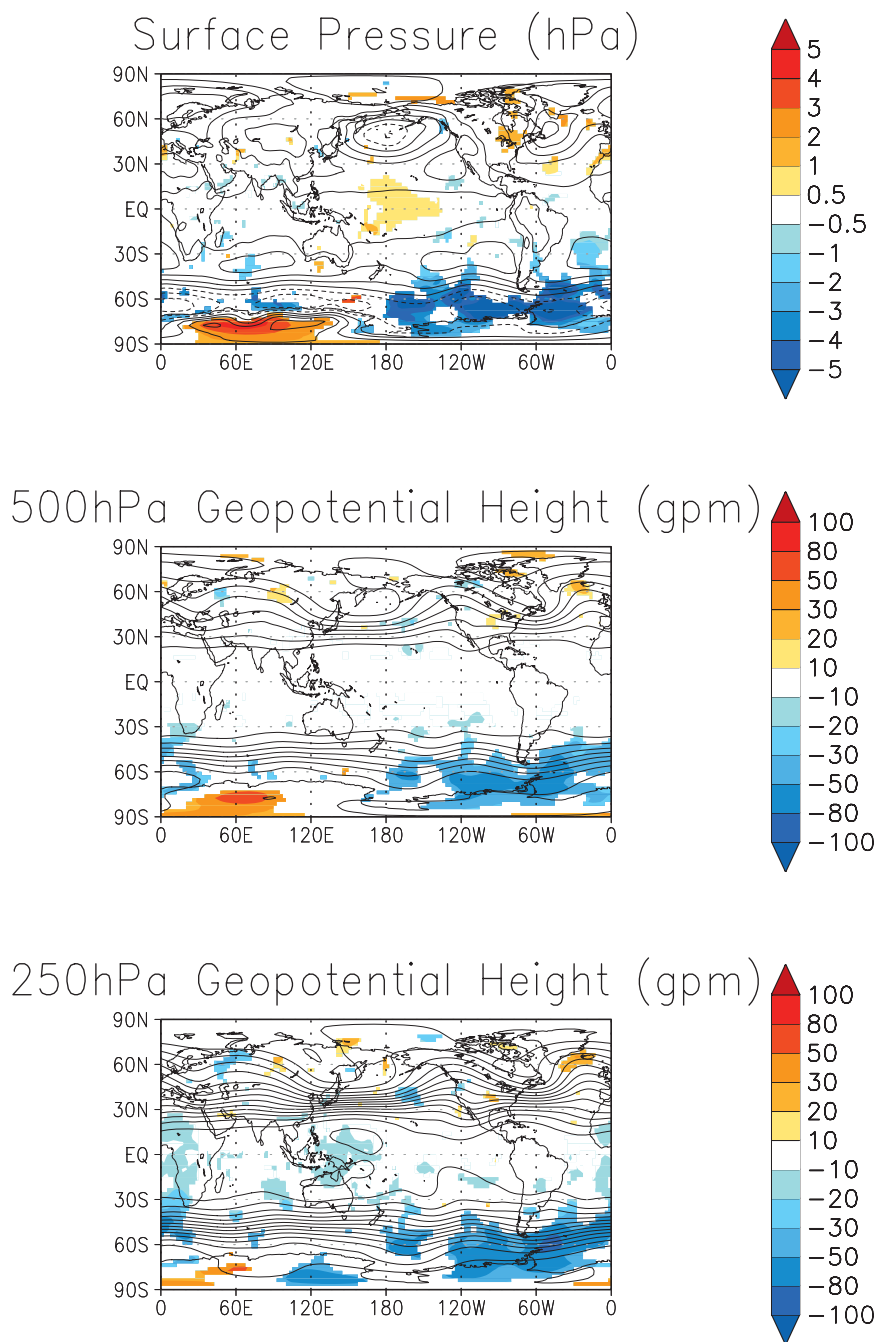 Surface Pressure (hPa)
90N
60N
30N
EQ
30S
60S
90S
0 60E 120E 180 120W 60W 0
5
4
3
2
1
0.5
−0.5
−1
−2
−3
−4
−5
500hPa Geopotential Height (gpm)
90N
60N
30N
EQ
30S
60S
90S
0 60E 120E 180 120W 60W 0
100
80
50
30
20
10
−10
−20
−30
−50
−80
−100
250hPa Geopotential Height (gpm)
90N
60N
30N
EQ
30S
60S
90S
0 60E 120E 180 120W 60W 0
100
80
50
30
20
10
−10
−20
−30
−50
−80
−100